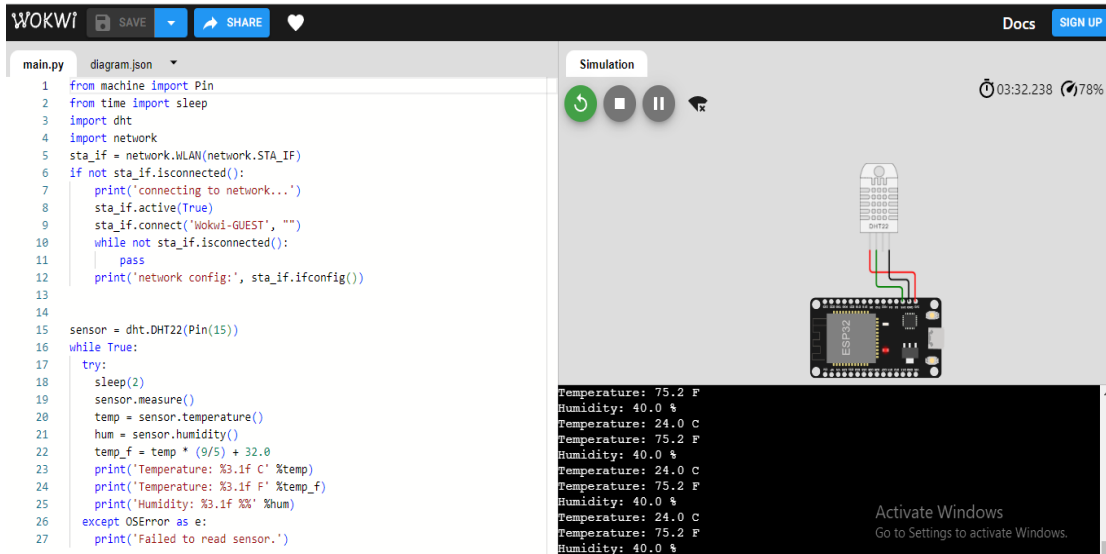 WOKWI SAVE SHARE Docs SIGN UP
main.py diagram.json
1 from machine import Pin
2 from time import sleep
3 import dht
4 import network
5 sta_if = network.WLAN(network.STA_IF)
6 if not sta_if.isconnected():
7 print('connecting to network...')
8 sta_if.active(True)
9 sta_if.connect('Wokwi-GUEST', "")
10 while not sta_if.isconnected():
11 pass
12 print('network config:', sta_if.ifconfig())
13
14
15 sensor = dht.DHT22(Pin(15))
16 while True:
17 try:
18 sleep(2)
19 sensor.measure()
20 temp = sensor.temperature()
21 hum = sensor.humidity()
22 temp_f = temp * (9/5) + 32.0
23 print('Temperature: %3.1f C' %temp)
24 print('Temperature: %3.1f F' %temp_f)
25 print('Humidity: %3.1f %%' %hum)
26 except OSError as e:
27 print('Failed to read sensor.')
Simulation
03:32.238 78%
DHT22
ESP32
Temperature: 75.2 F
Humidity: 40.0 %
Temperature: 24.0 C
Temperature: 75.2 F
Humidity: 40.0 %
Temperature: 24.0 C
Temperature: 75.2 F
Humidity: 40.0 %
Temperature: 24.0 C
Temperature: 75.2 F
Humidity: 40.0 %
Activate Windows
Go to Settings to activate Windows.